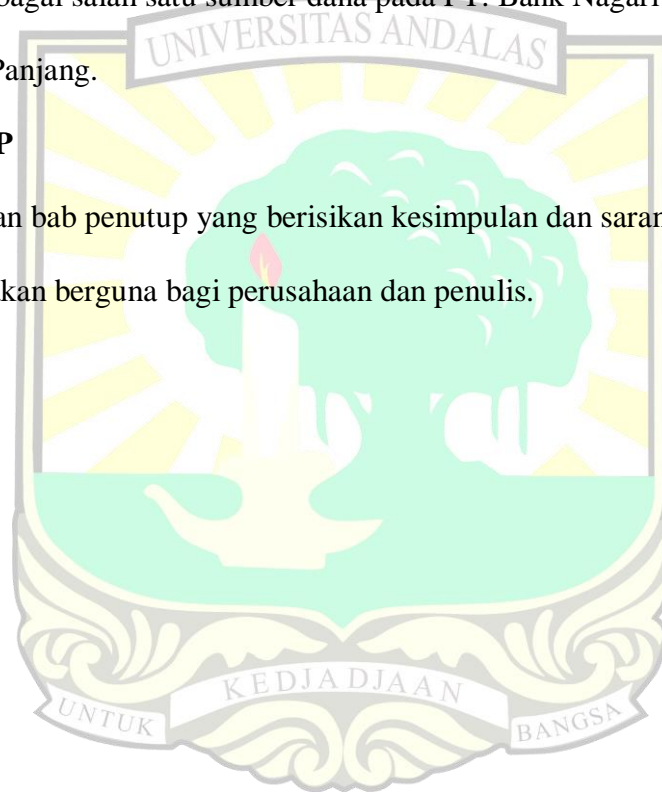 bagai salah satu sumber dana pada PT. Bank Nagari
UNIVERSITAS ANDALAS
Panjang.
P
an bab penutup yang berisikan kesimpulan dan saran
kan berguna bagi perusahaan dan penulis.
KEDJADJAAN
UNTUK
BANGSA